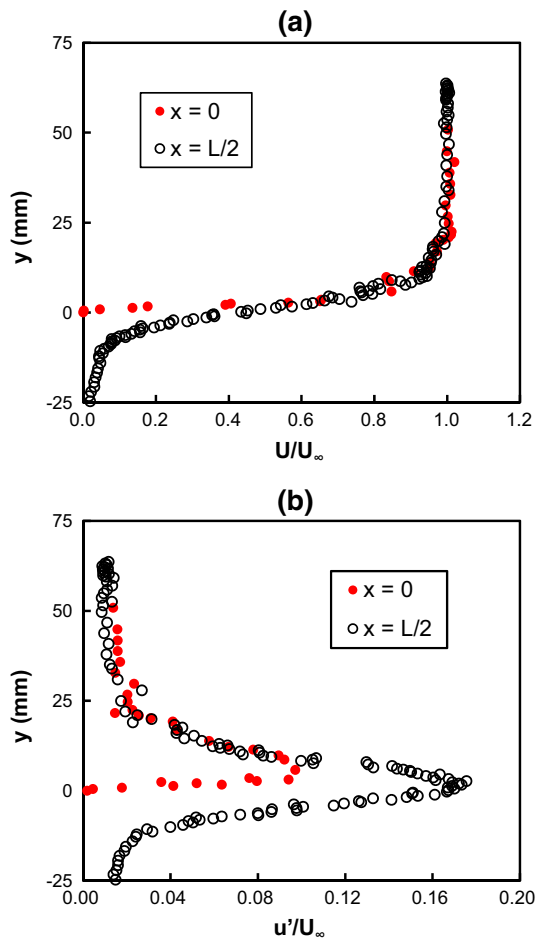 (a)
75
50
25
0
-25
y (mm)
x = 0
x = L/2
0.0 0.2 0.4 0.6 0.8 1.0 1.2
U/U∞
(b)
75
50
25
0
-25
y (mm)
x = 0
x = L/2
0.00 0.04 0.08 0.12 0.16 0.20
u'/U∞